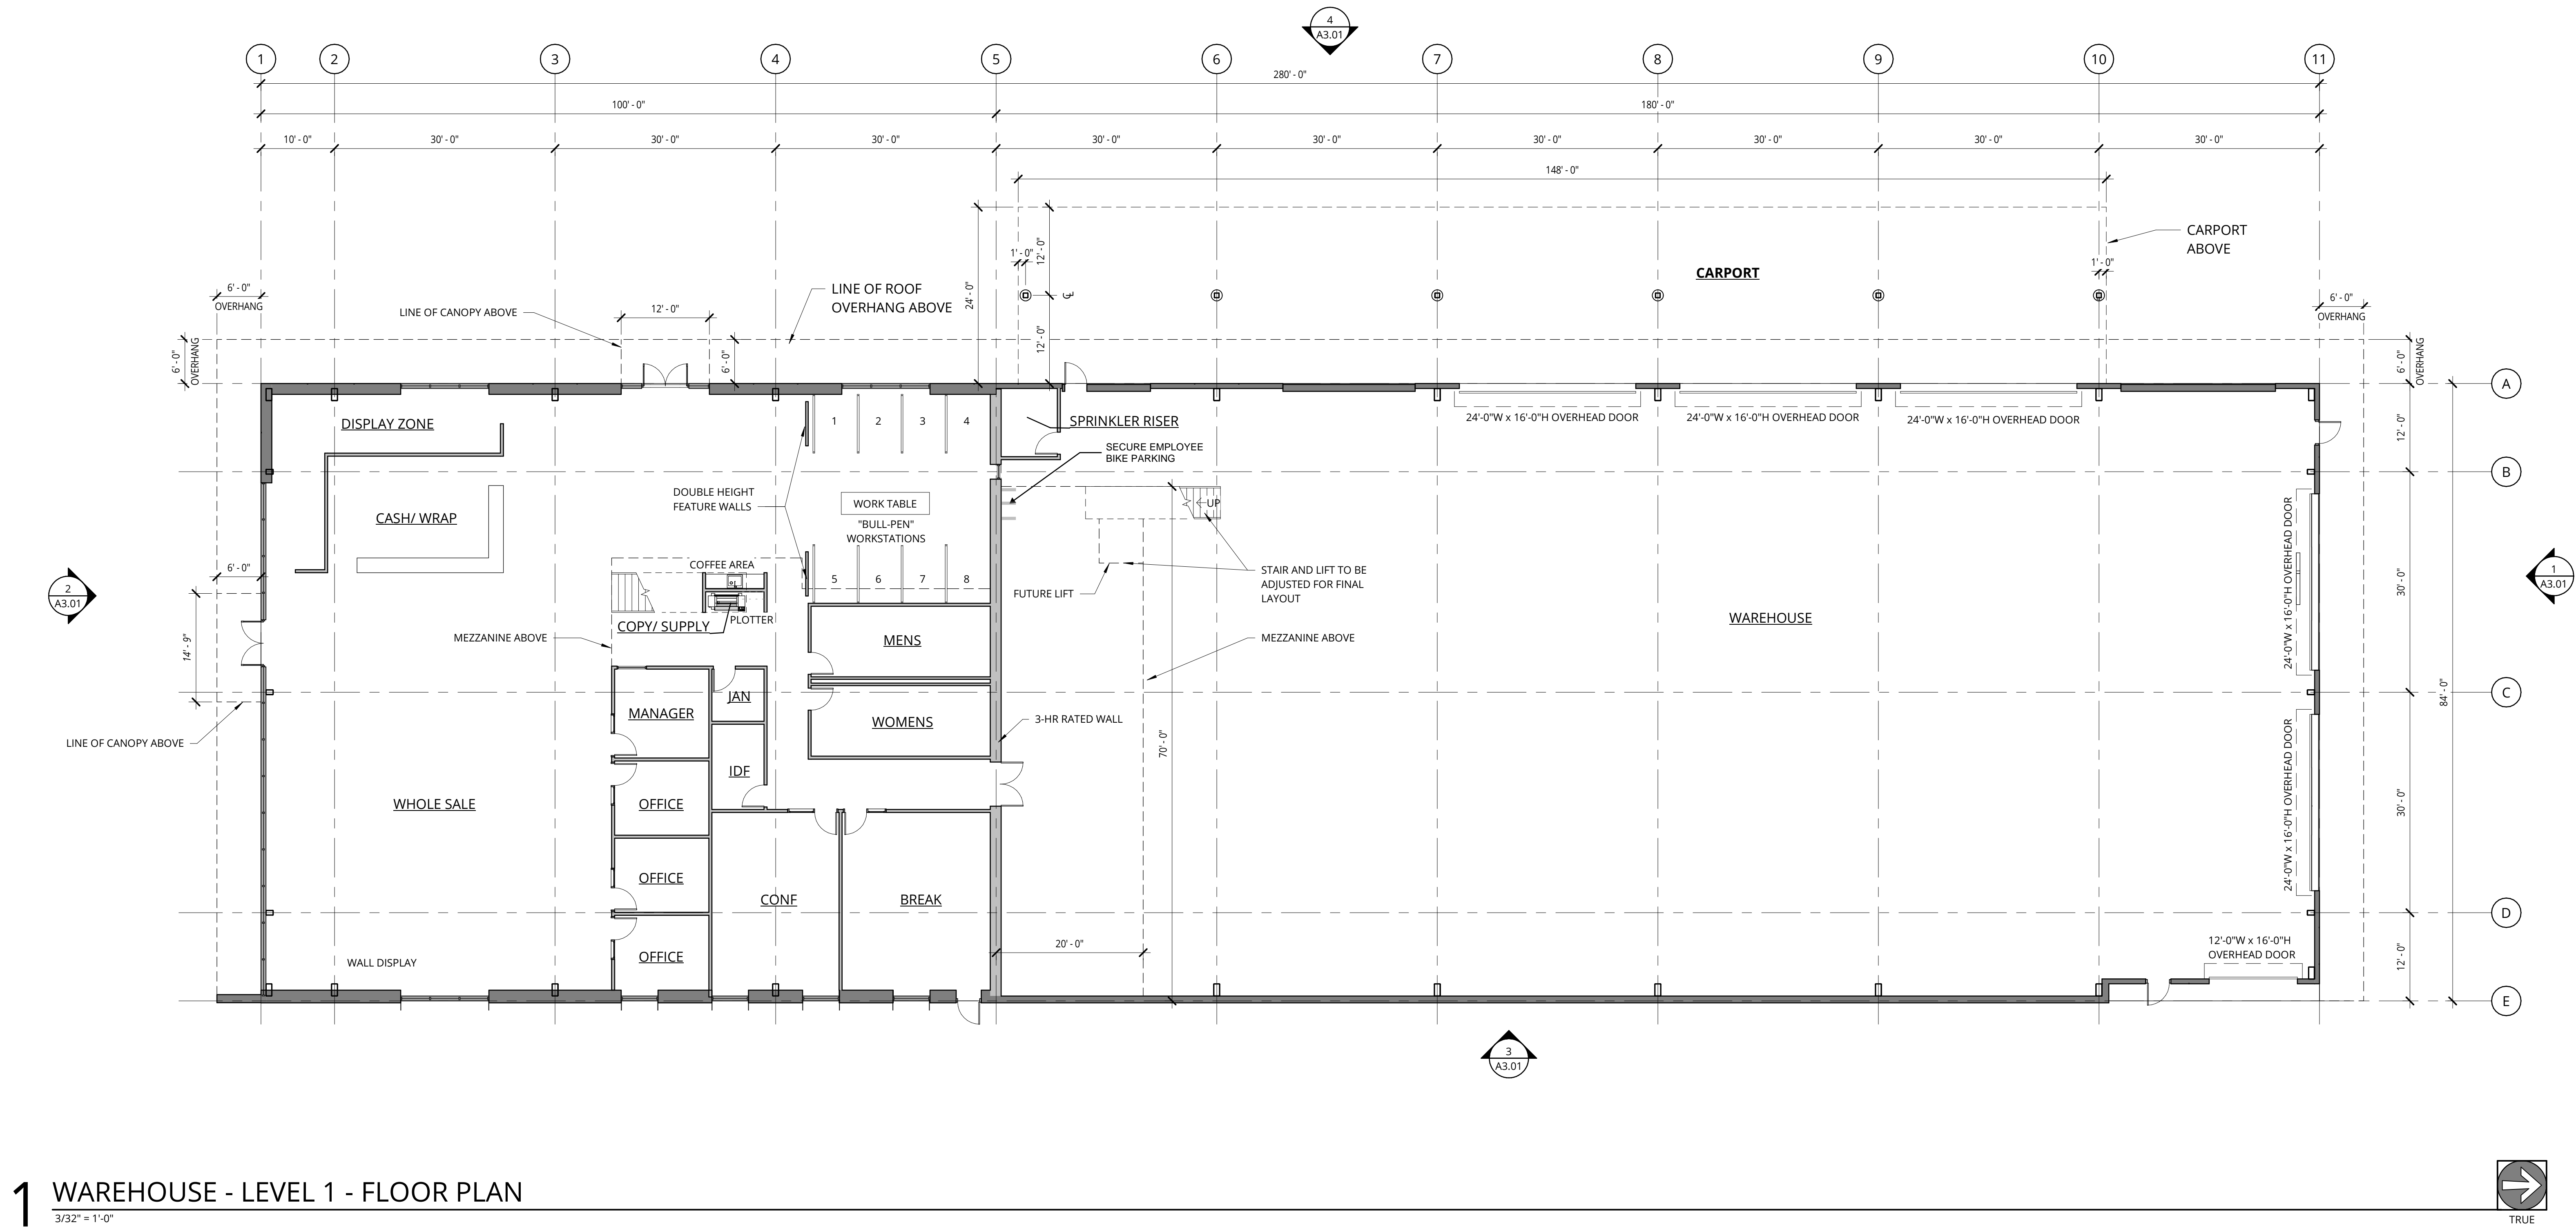 4
A3.01
1 2 3 4 5 6 7 8 9 10 11
280' - 0"
100' - 0" 180' - 0"
10' - 0" 30' - 0" 30' - 0" 30' - 0" 30' - 0" 30' - 0" 30' - 0" 30' - 0" 30' - 0" 30' - 0"
148' - 0"
CARPORT
ABOVE
1' - 0"
12' - 0"
24' - 0"
12' - 0"
CL
CARPORT
1' - 0"
6' - 0"
OVERHANG
6' - 0"
OVERHANG
LINE OF CANOPY ABOVE
12' - 0"
6' - 0"
LINE OF ROOF
OVERHANG ABOVE
6' - 0"
OVERHANG
6' - 0"
OVERHANG
A
B
C
D
E
12' - 0"
30' - 0"
30' - 0"
12' - 0"
84' - 0"
DISPLAY ZONE
1 2 3 4
SPRINKLER RISER
SECURE EMPLOYEE
BIKE PARKING
24'-0"W x 16'-0"H OVERHEAD DOOR
24'-0"W x 16'-0"H OVERHEAD DOOR
24'-0"W x 16'-0"H OVERHEAD DOOR
CASH/ WRAP
DOUBLE HEIGHT
FEATURE WALLS
WORK TABLE
"BULL-PEN"
WORKSTATIONS
UP
COFFEE AREA
5 6 7 8
STAIR AND LIFT TO BE
ADJUSTED FOR FINAL
LAYOUT
FUTURE LIFT
24'-0"W x 16'-0"H OVERHEAD DOOR
2
A3.01
1
A3.01
6' - 0"
14' - 9"
COPY/ SUPPLY
PLOTTER
MEZZANINE ABOVE
MENS
MEZZANINE ABOVE
WAREHOUSE
JAN
MANAGER
WOMENS
3-HR RATED WALL
70' - 0"
LINE OF CANOPY ABOVE
IDF
WHOLE SALE
OFFICE
24'-0"W x 16'-0"H OVERHEAD DOOR
OFFICE
CONF
BREAK
20' - 0"
12'-0"W x 16'-0"H
OVERHEAD DOOR
OFFICE
WALL DISPLAY
3
A3.01
1 WAREHOUSE - LEVEL 1 - FLOOR PLAN
3/32" = 1'-0"
TRUE